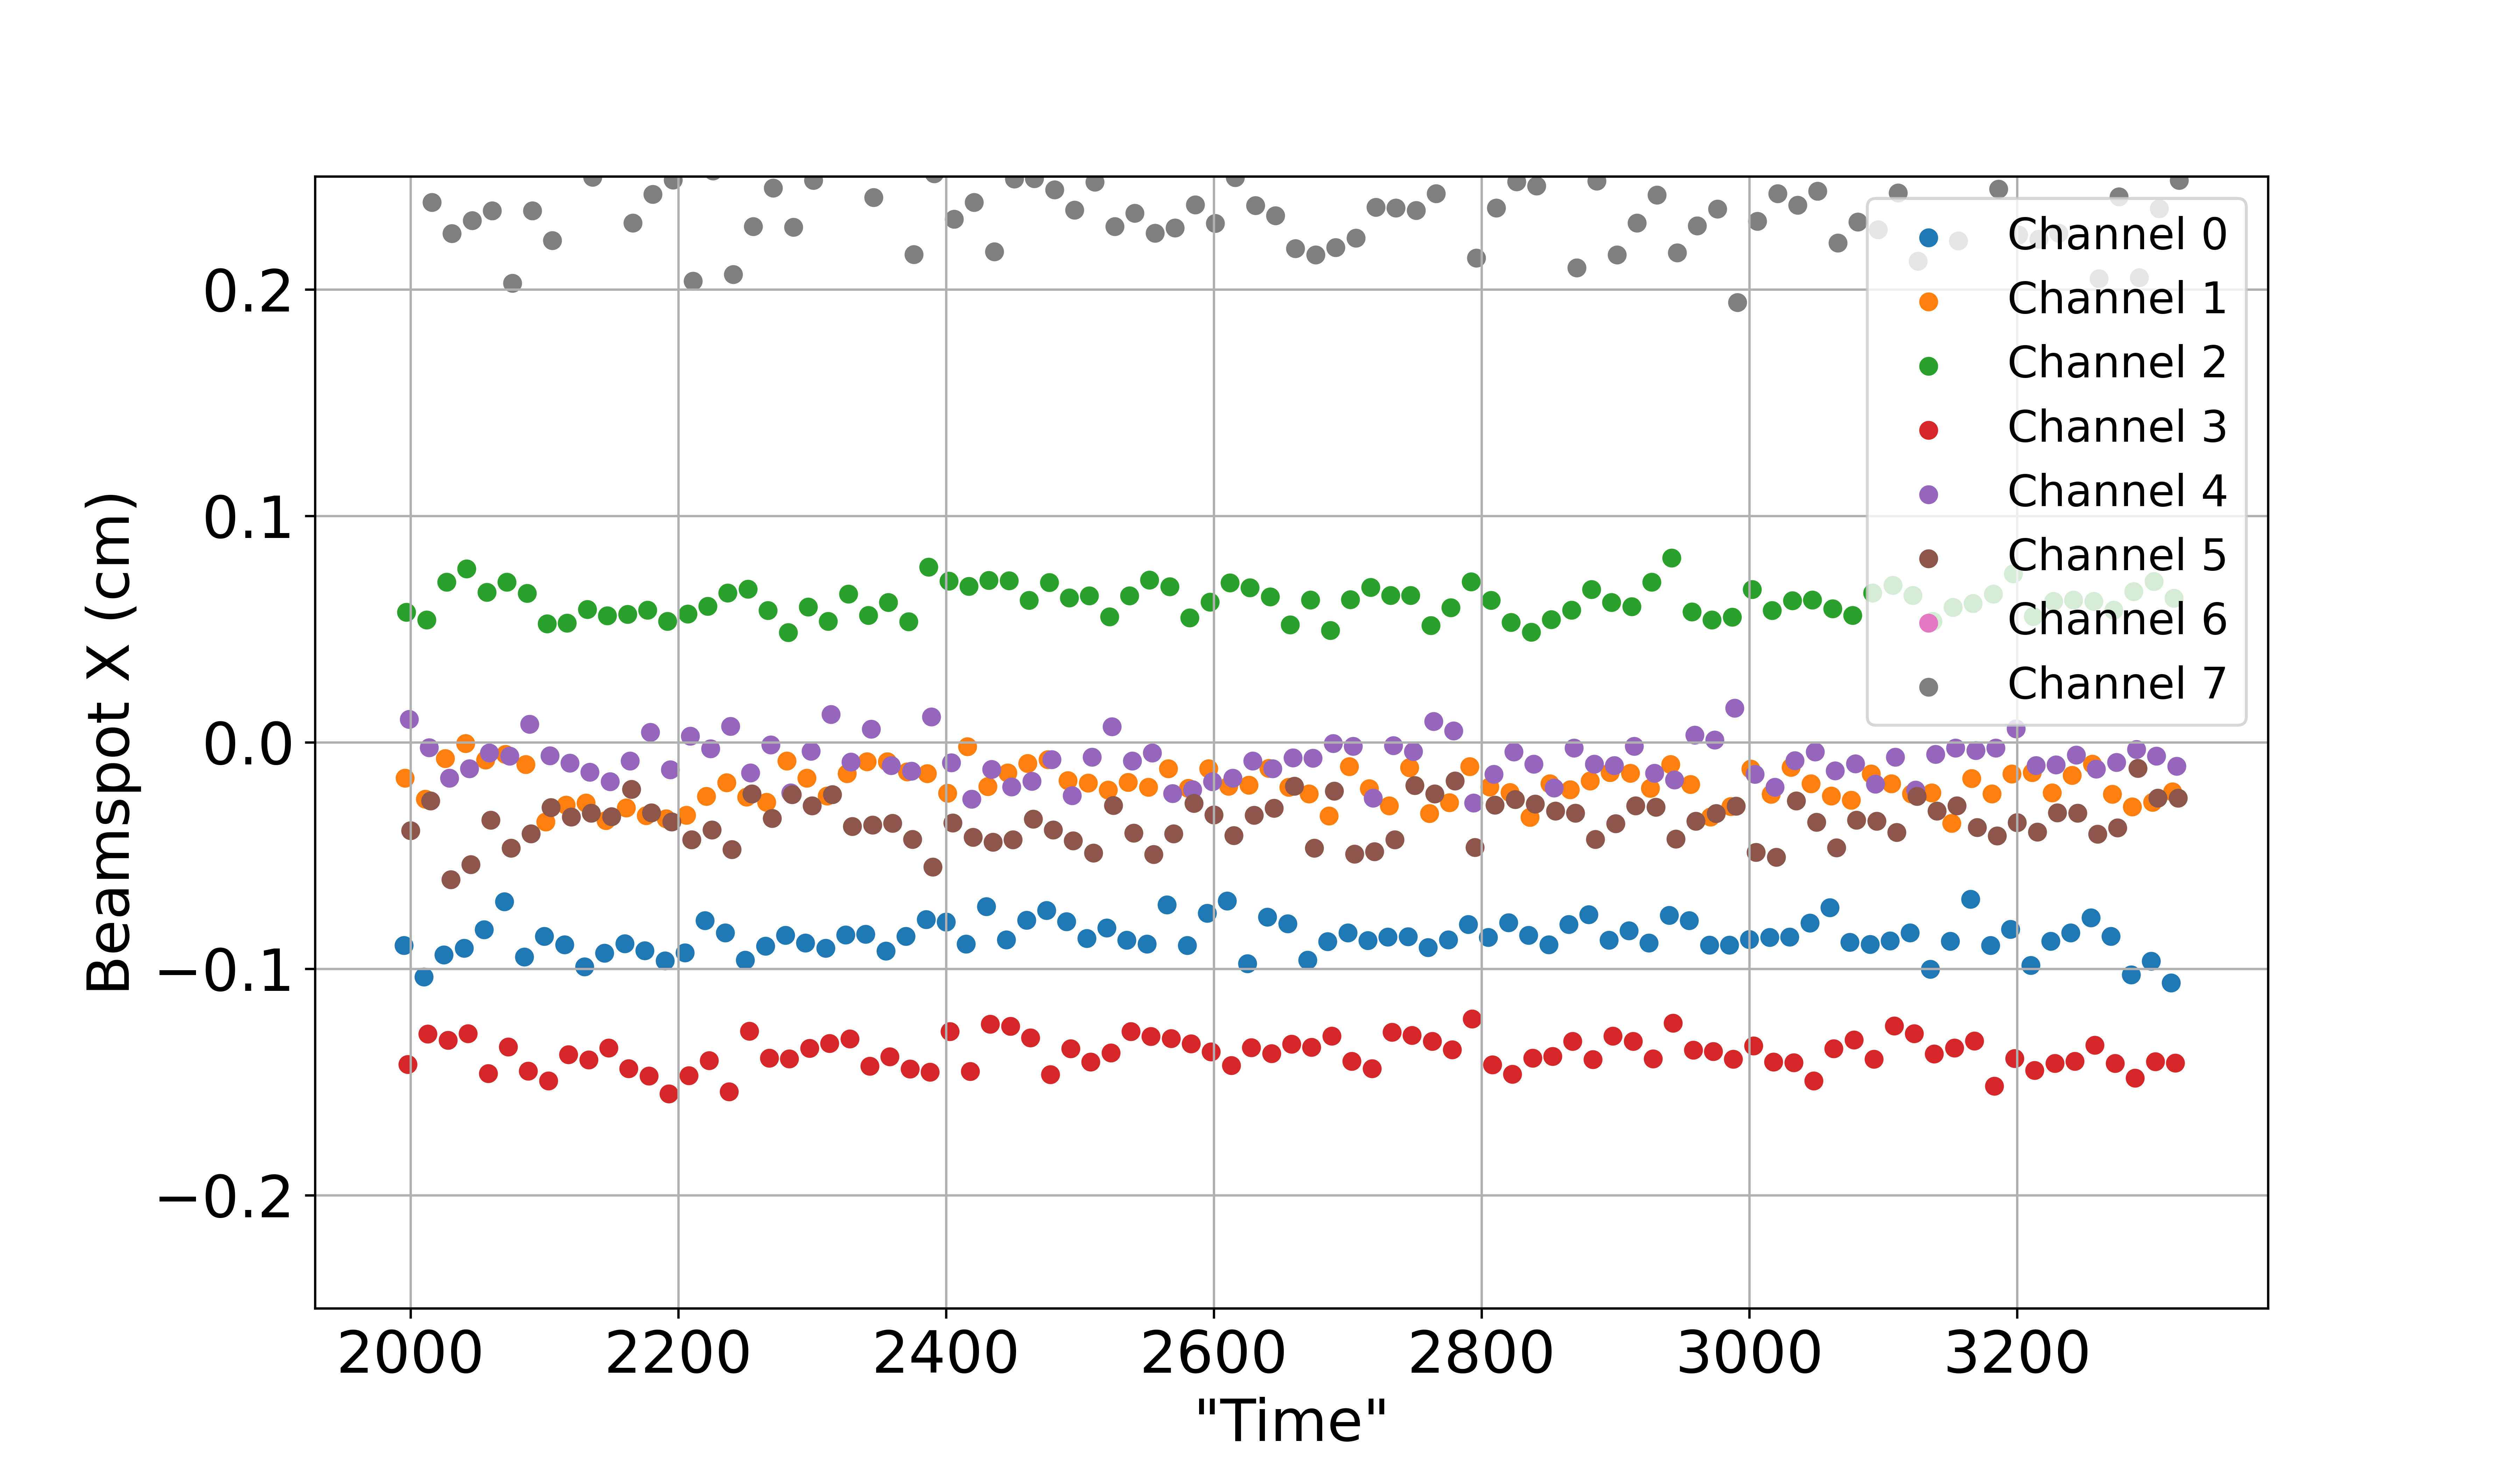 Channel 0
Channel 1
Channel 2
Channel 3
Channel 4
Channel 5
Channel 6
Channel 7
Beamspot X (cm)
0.2
0.1
0.0
−0.1
−0.2
2000 2200 2400 2600 2800 3000 3200
"Time"